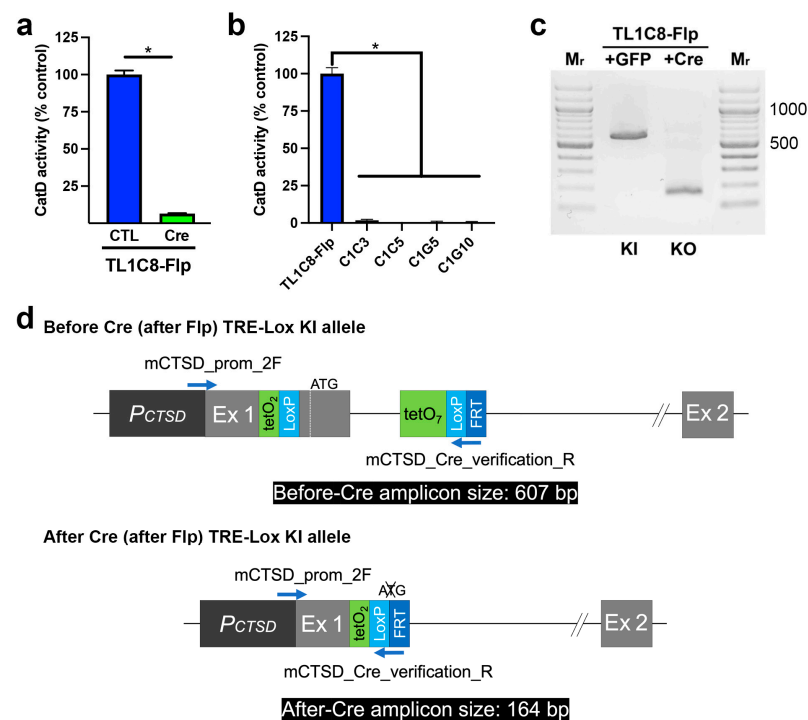 a
CatD activity (% control)
125
100
75
50
25
*
CTL
Cre
TL1C8-Flp
b
CatD activity (% control)
125
100
75
50
25
0
*
TL1C8-Flp
C1C3
C1C5
C1G5
C1G10
c
TL1C8-Flp
Mr +GFP +Cre Mr
1000
500
KI KO
d
Before Cre (after Flp) TRE-Lox KI allele
mCTSD_prom_2F
ATG
PCTSD Ex 1 tetO2 LoxP tetO7 LoxP FRT Ex 2
mCTSD_Cre_verification_R
Before-Cre amplicon size: 607 bp
After Cre (after Flp) TRE-Lox KI allele
mCTSD_prom_2F
ATG
PCTSD Ex 1 tetO2 LoxP FRT Ex 2
mCTSD_Cre_verification_R
After-Cre amplicon size: 164 bp